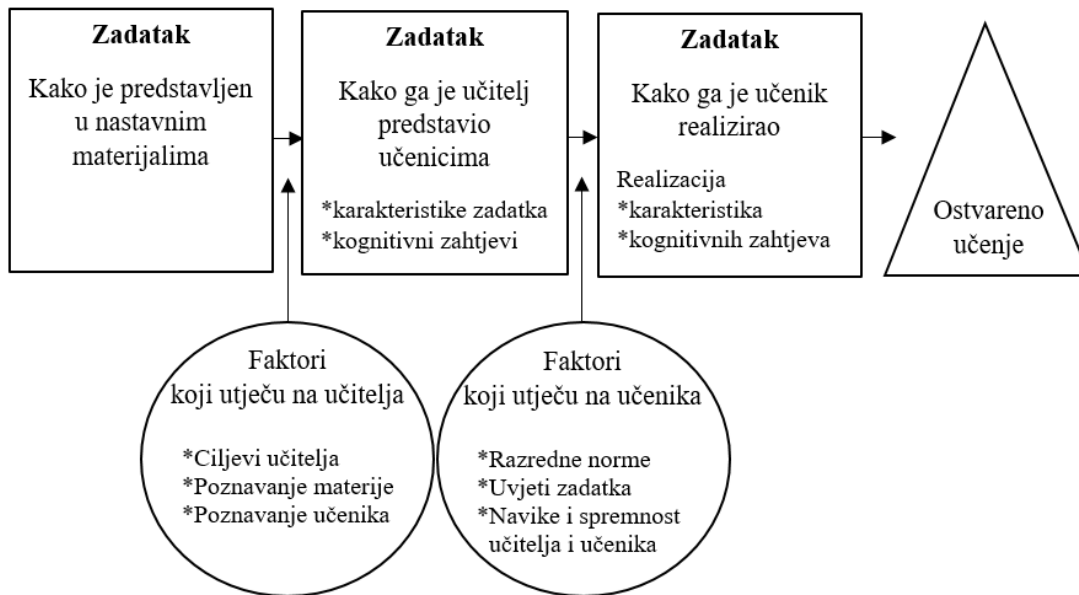 Zadatak
Kako je predstavljen
u nastavnim
materijalima
Zadatak
Kako ga je učitelj
predstavio
učenicima
*karakteristike zadatka
*kognitivni zahtjevi
Zadatak
Kako ga je učenik
realizirao
Realizacija
*karakteristika
*kognitivnih zahtjeva
Ostvareno
učenje
Faktori
koji utječu na učitelja
*Ciljevi učitelja
*Poznavanje materije
*Poznavanje učenika
Faktori
koji utječu na učenika
*Razredne norme
*Uvjeti zadatka
*Navike i spremnost
učitelja i učenika